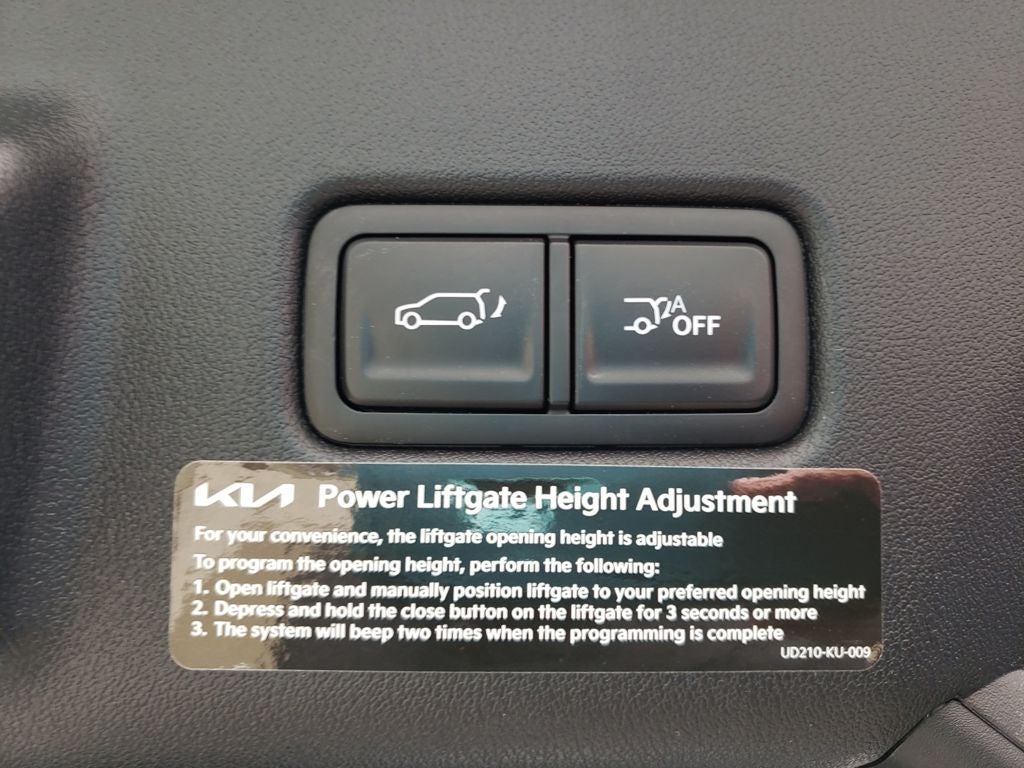 A
OFF
KIA Power Liftgate Height Adjustment
For your convenience, the liftgate opening height is adjustable
To program the opening height, perform the following:
1. Open liftgate and manually position liftgate to your preferred opening height
2. Depress and hold the close button on the liftgate for 3 seconds or more
3. The system will beep two times when the programming is complete
UD210-KU-009